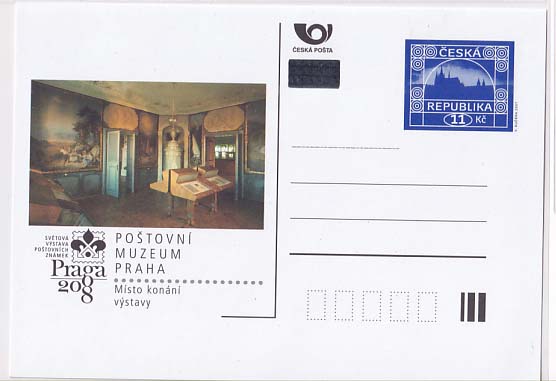 ČESKÁ POŠTA
ČESKÁ
REPUBLIKA
11 Kč
SVĚTOVÁ
VÝSTAVA
POŠTOVNÍCH
ZNÁMEK
Praga
2008
POŠTOVNÍ
MUZEUM
PRAHA
Místo konání
výstavy